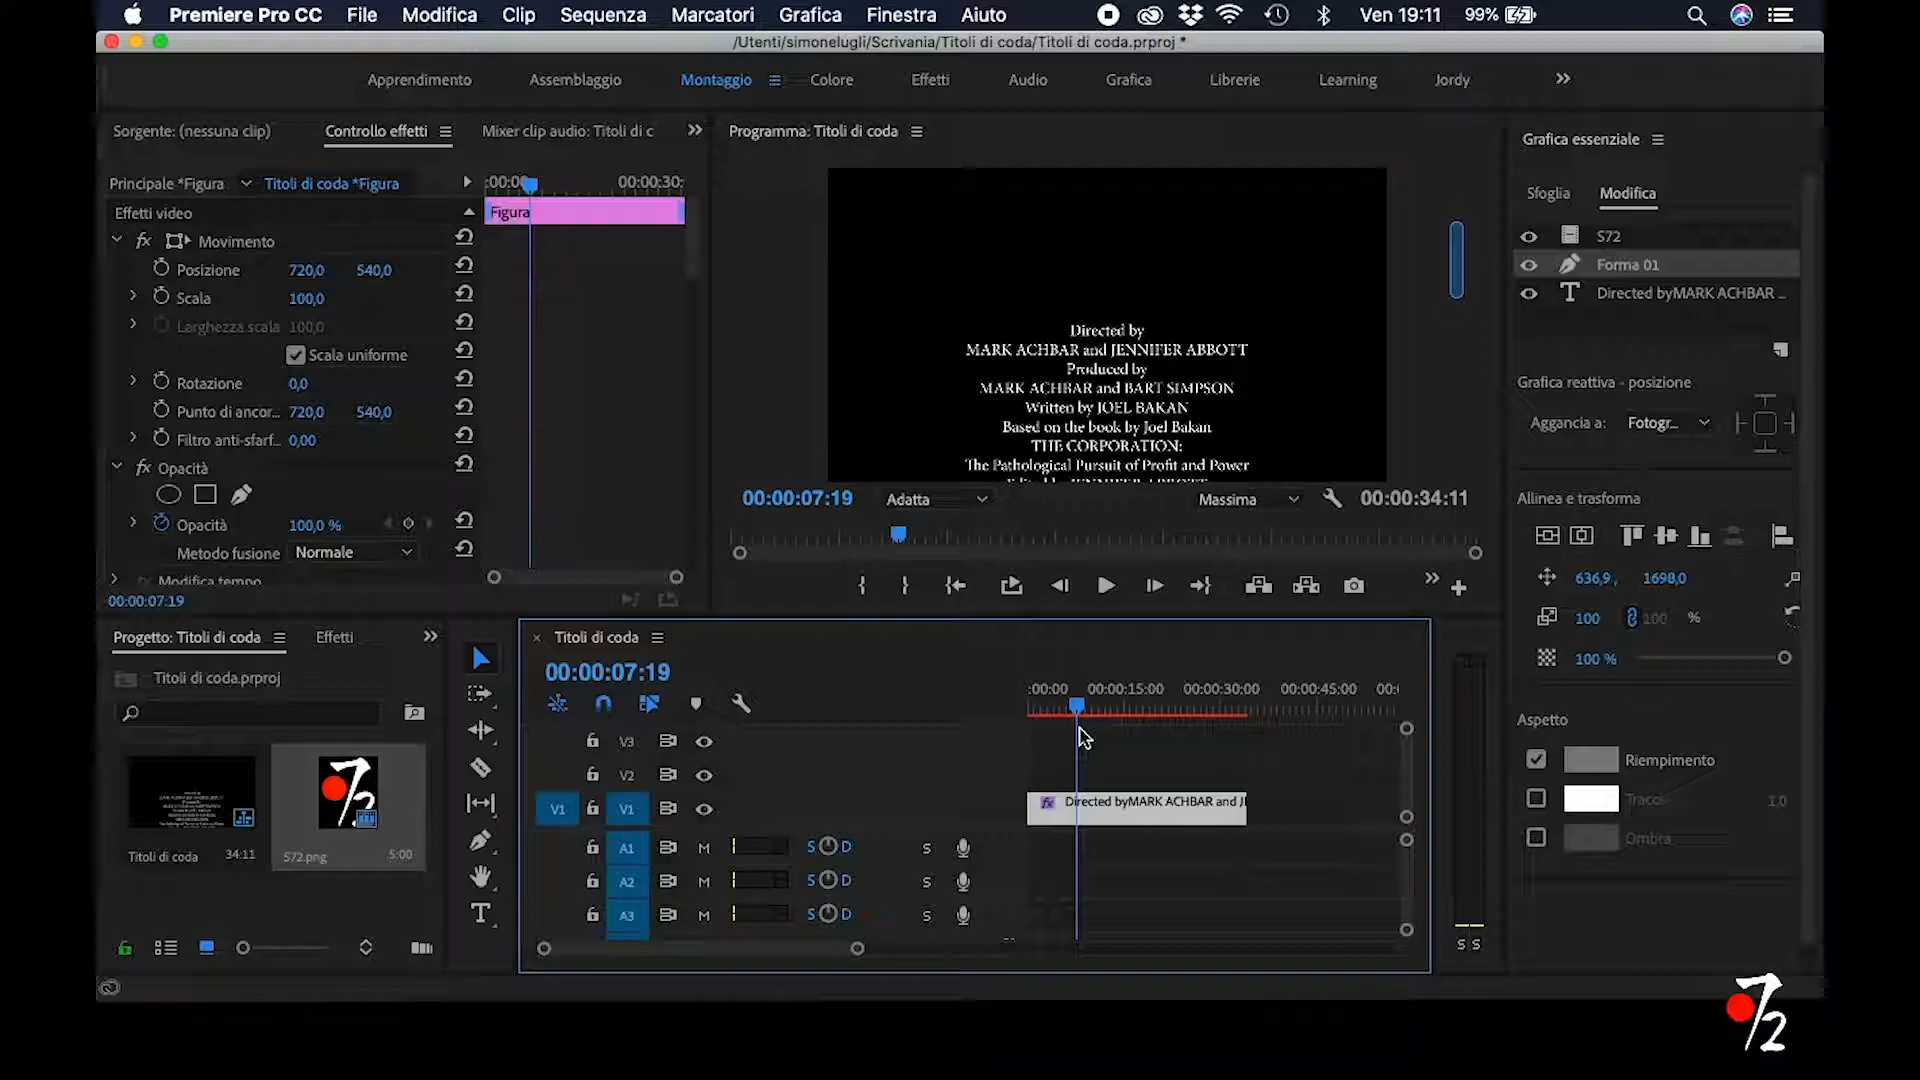 Premiere Pro CC File Modifica Clip Sequenza Marcatori Grafica Finestra Aiuto Ven 19:11 99%
/Utenti/simonelugli/Scrivania/Titoli di coda/Titoli di coda.prproj *
Apprendimento Assemblaggio Montaggio Colore Effetti Audio Grafica Librerie Learning Jordy
Sorgente: (nessuna clip) Controllo effetti Mixer clip audio: Titoli di c
Principale *Figura Titoli di coda *Figura :00:00 00:00:30:
Effetti video
Figura
fx Movimento
Posizione 720,0 540,0
Scala 100,0
Larghezza scala 100,0
Scala uniforme
Rotazione 0,0
Punto di ancor... 720,0 540,0
Filtro anti-sfarf... 0,00
fx Opacità
Opacità 100,0 %
Metodo fusione Normale
Modifica tempo
00:00:07:19
Programma: Titoli di coda
Directed by
MARK ACHBAR and JENNIFER ABBOTT
Produced by
MARK ACHBAR and BART SIMPSON
Written by JOEL BAKAN
Based on the book by Joel Bakan
THE CORPORATION:
The Pathological Pursuit of Profit and Power
00:00:07:19 Adatta Massima 00:00:34:11
Grafica essenziale
Sfoglia Modifica
S72
Forma 01
T Directed byMARK ACHBAR ...
Grafica reattiva - posizione
Aggancia a: Fotogr...
Allinea e trasforma
636,9 , 1698,0
100 100 %
100 %
Aspetto
Riempimento
Tracci 1,0
Ombra
Progetto: Titoli di coda Effetti
Titoli di coda.prproj
Titoli di coda 34:11
S72.png 5:00
T
Titoli di coda
00:00:07:19
:00:00 00:00:15:00 00:00:30:00 00:00:45:00 00:(
V3
V2
V1 V1 fx Directed byMARK ACHBAR and JI
A1 M S D S
A2 M S D S
A3 M S D S
S S
72